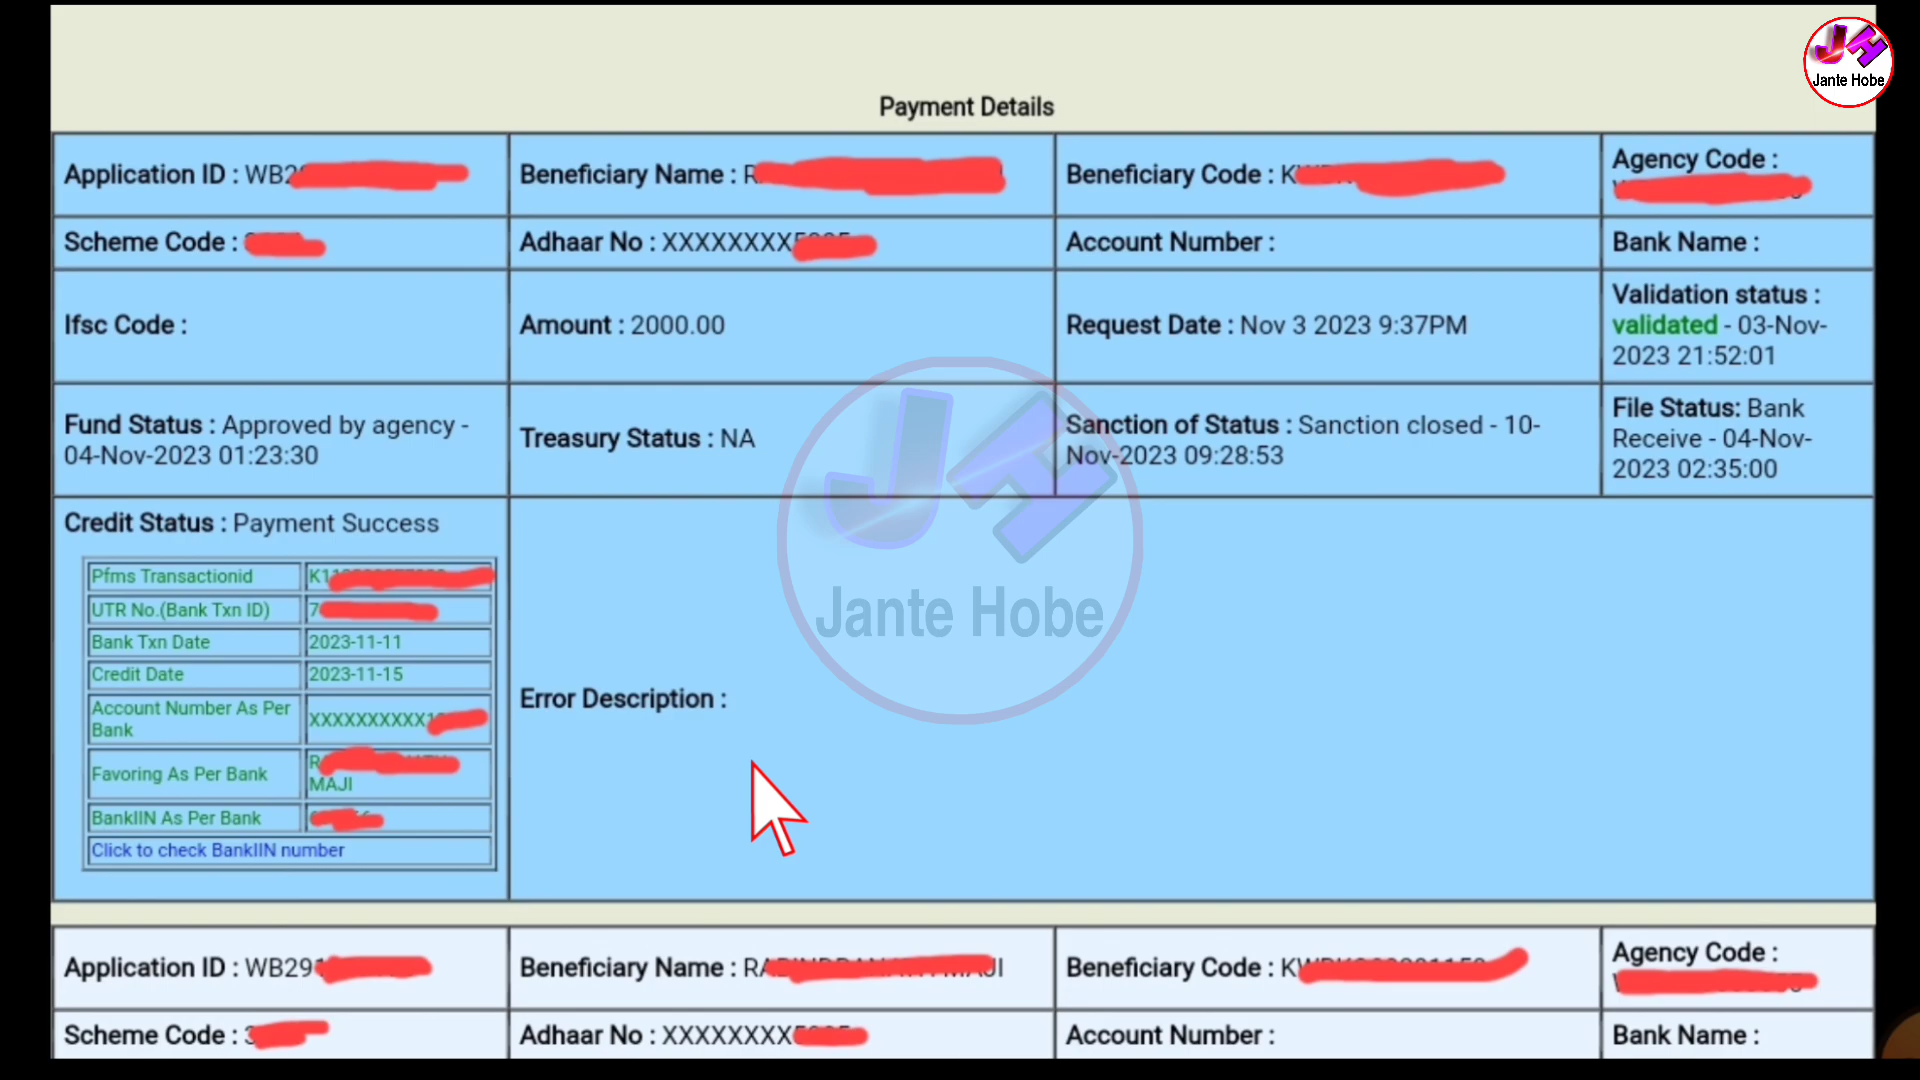 Jante Hobe
Payment Details
Application ID : WB2
Beneficiary Name : R
Beneficiary Code : K
Agency Code :
Scheme Code :
Adhaar No : XXXXXXXX
Account Number :
Bank Name :
Ifsc Code :
Amount : 2000.00
Request Date : Nov 3 2023 9:37PM
Validation status :
validated - 03-Nov-
2023 21:52:01
Fund Status : Approved by agency -
04-Nov-2023 01:23:30
Treasury Status : NA
Sanction of Status : Sanction closed - 10-
Nov-2023 09:28:53
File Status: Bank
Receive - 04-Nov-
2023 02:35:00
Credit Status : Payment Success
Pfms Transactionid K1
UTR No.(Bank Txn ID) 7
Bank Txn Date 2023-11-11
Credit Date 2023-11-15
Account Number As Per
Bank
XXXXXXXXXX
Favoring As Per Bank
MAJI
BankIIN As Per Bank
Click to check BankIIN number
Error Description :
JH
Jante Hobe
Application ID : WB29
Beneficiary Name :
Beneficiary Code :
Agency Code :
Scheme Code :
Adhaar No : XXXXXXXX
Account Number :
Bank Name :